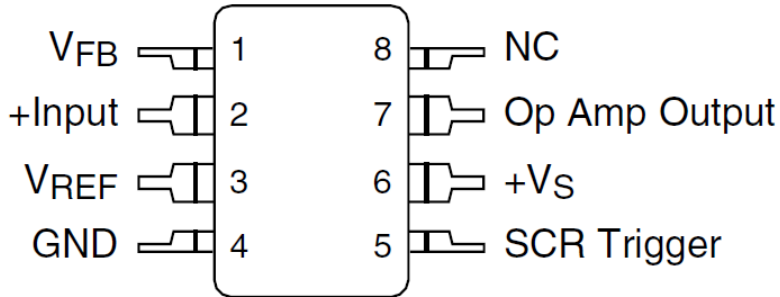 VFB 1 8 NC
+Input 2 7 Op Amp Output
VREF 3 6 +VS
GND 4 5 SCR Trigger